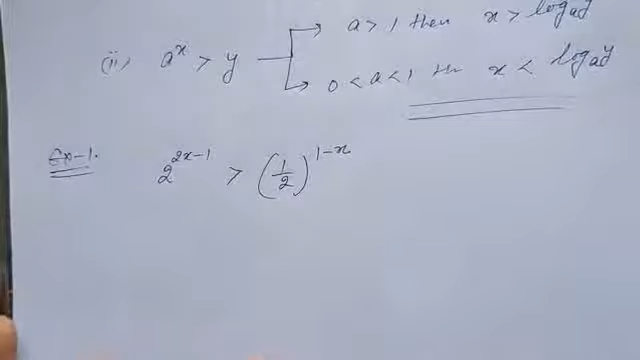 a > 1 then x > logₐy
(ii) aˣ > y
0 < a < 1 then x < logₐy
Ex-1. 2^{2x-1} > (1/2)^{1-x}